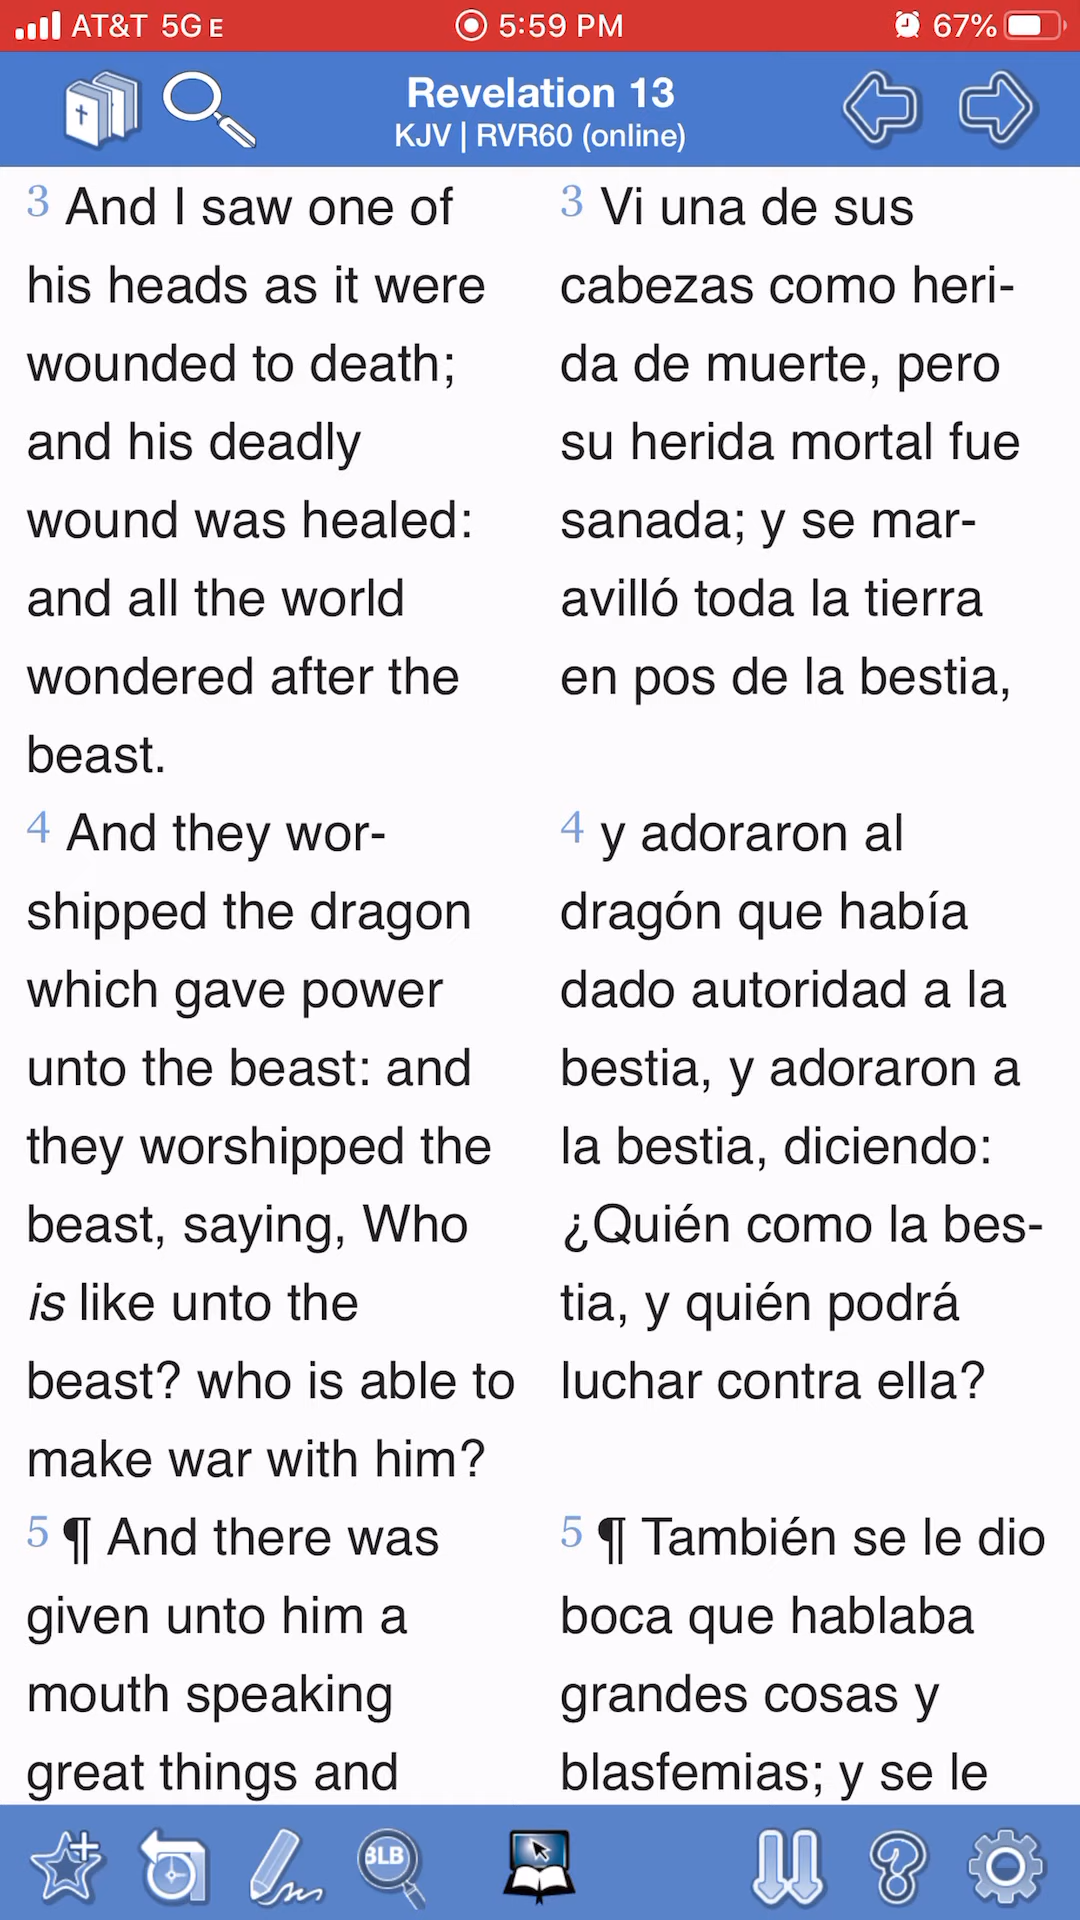 AT&T 5GE 5:59 PM 67%
Revelation 13
KJV | RVR60 (online)
3 And I saw one of
his heads as it were
wounded to death;
and his deadly
wound was healed:
and all the world
wondered after the
beast.
3 Vi una de sus
cabezas como heri-
da de muerte, pero
su herida mortal fue
sanada; y se mar-
avilló toda la tierra
en pos de la bestia,
4 And they wor-
shipped the dragon
which gave power
unto the beast: and
they worshipped the
beast, saying, Who
is like unto the
beast? who is able to
make war with him?
4 y adoraron al
dragón que había
dado autoridad a la
bestia, y adoraron a
la bestia, diciendo:
¿Quién como la bes-
tia, y quién podrá
luchar contra ella?
5 ¶ And there was
given unto him a
mouth speaking
great things and
5 ¶ También se le dio
boca que hablaba
grandes cosas y
blasfemias; y se le
BLB